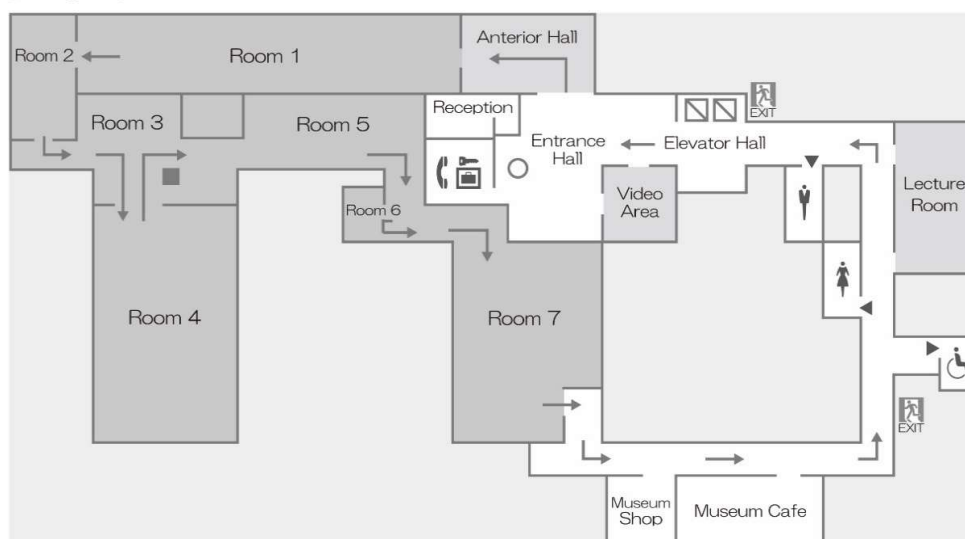 Anterior Hall
Room 2
Room 1
Reception
EXIT
Room 3
Room 5
Entrance
Hall
Elevator Hall
Video
Area
Lecture
Room
Room 6
Room 4
Room 7
EXIT
Museum
Shop
Museum Cafe